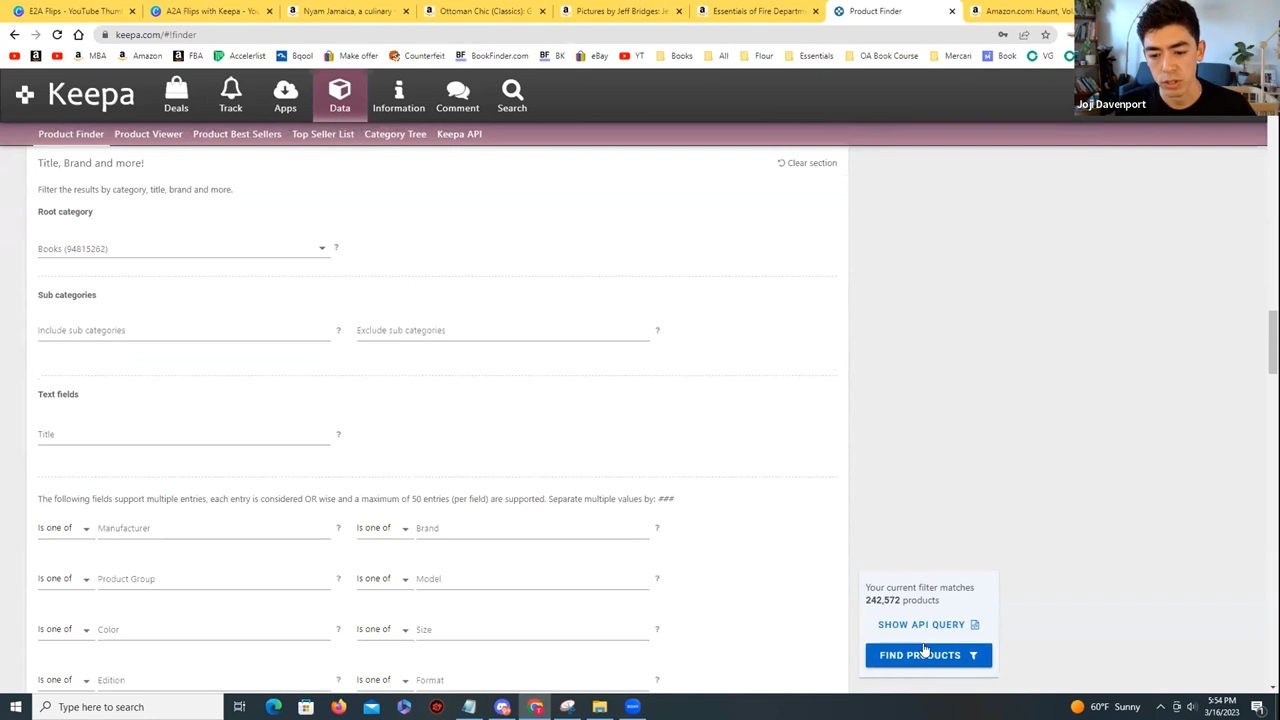 E2A Flips - YouTube Thum
A2A Flips with Keepa - You
Nyam Jamaica, a culinary
Ottoman Chic (Classics): G
Pictures by Jeff Bridges: Je
Essentials of Fire Departm
Product Finder
Amazon.com: Haunt, Vol
keepa.com/#!finder
MBA
Amazon
FBA
Accelerlist
Bqool
Make offer
Counterfeit
BookFinder.com
BK
eBay
YT
Books
All
Flour
Essentials
OA Book Course
Mercari
Book
VG
Keepa
Deals
Track
Apps
Data
Information
Comment
Search
Joji Davenport
Product Finder
Product Viewer
Product Best Sellers
Top Seller List
Category Tree
Keepa API
Title, Brand and more!
Clear section
Filter the results by category, title, brand and more.
Root category
Books (94815262) ?
Sub categories
Include sub categories ?
Exclude sub categories ?
Text fields
Title ?
The following fields support multiple entries, each entry is considered OR wise and a maximum of 50 entries (per field) are supported. Separate multiple values by: ###
Is one of Manufacturer ? Is one of Brand ?
Is one of Product Group ? Is one of Model ?
Is one of Color ? Is one of Size ?
Is one of Edition ? Is one of Format ?
Your current filter matches
242,572 products
SHOW API QUERY
FIND PRODUCTS
Type here to search
60°F Sunny
5:54 PM
3/16/2023